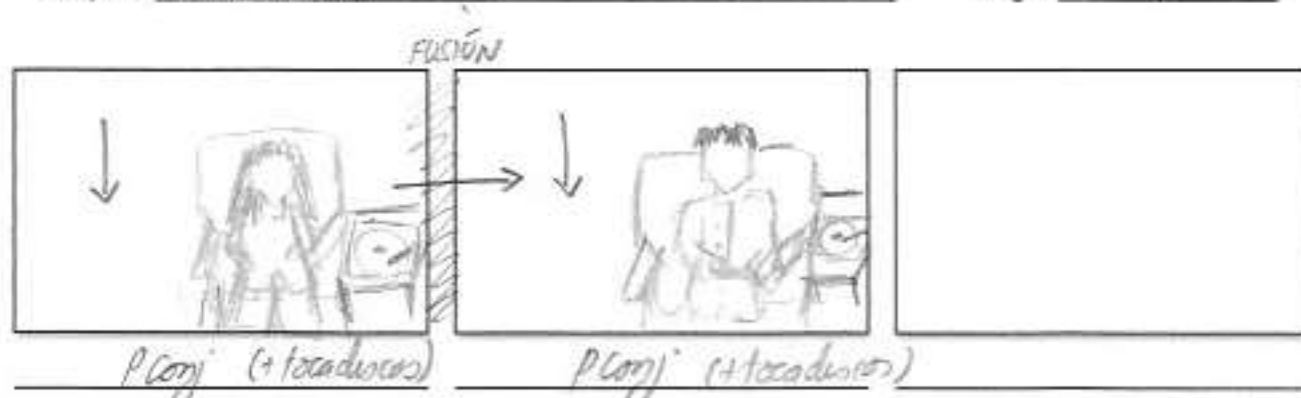 FUSIÓN
P Conj (+ tocadiscos) P Conj (+ tocadiscos)